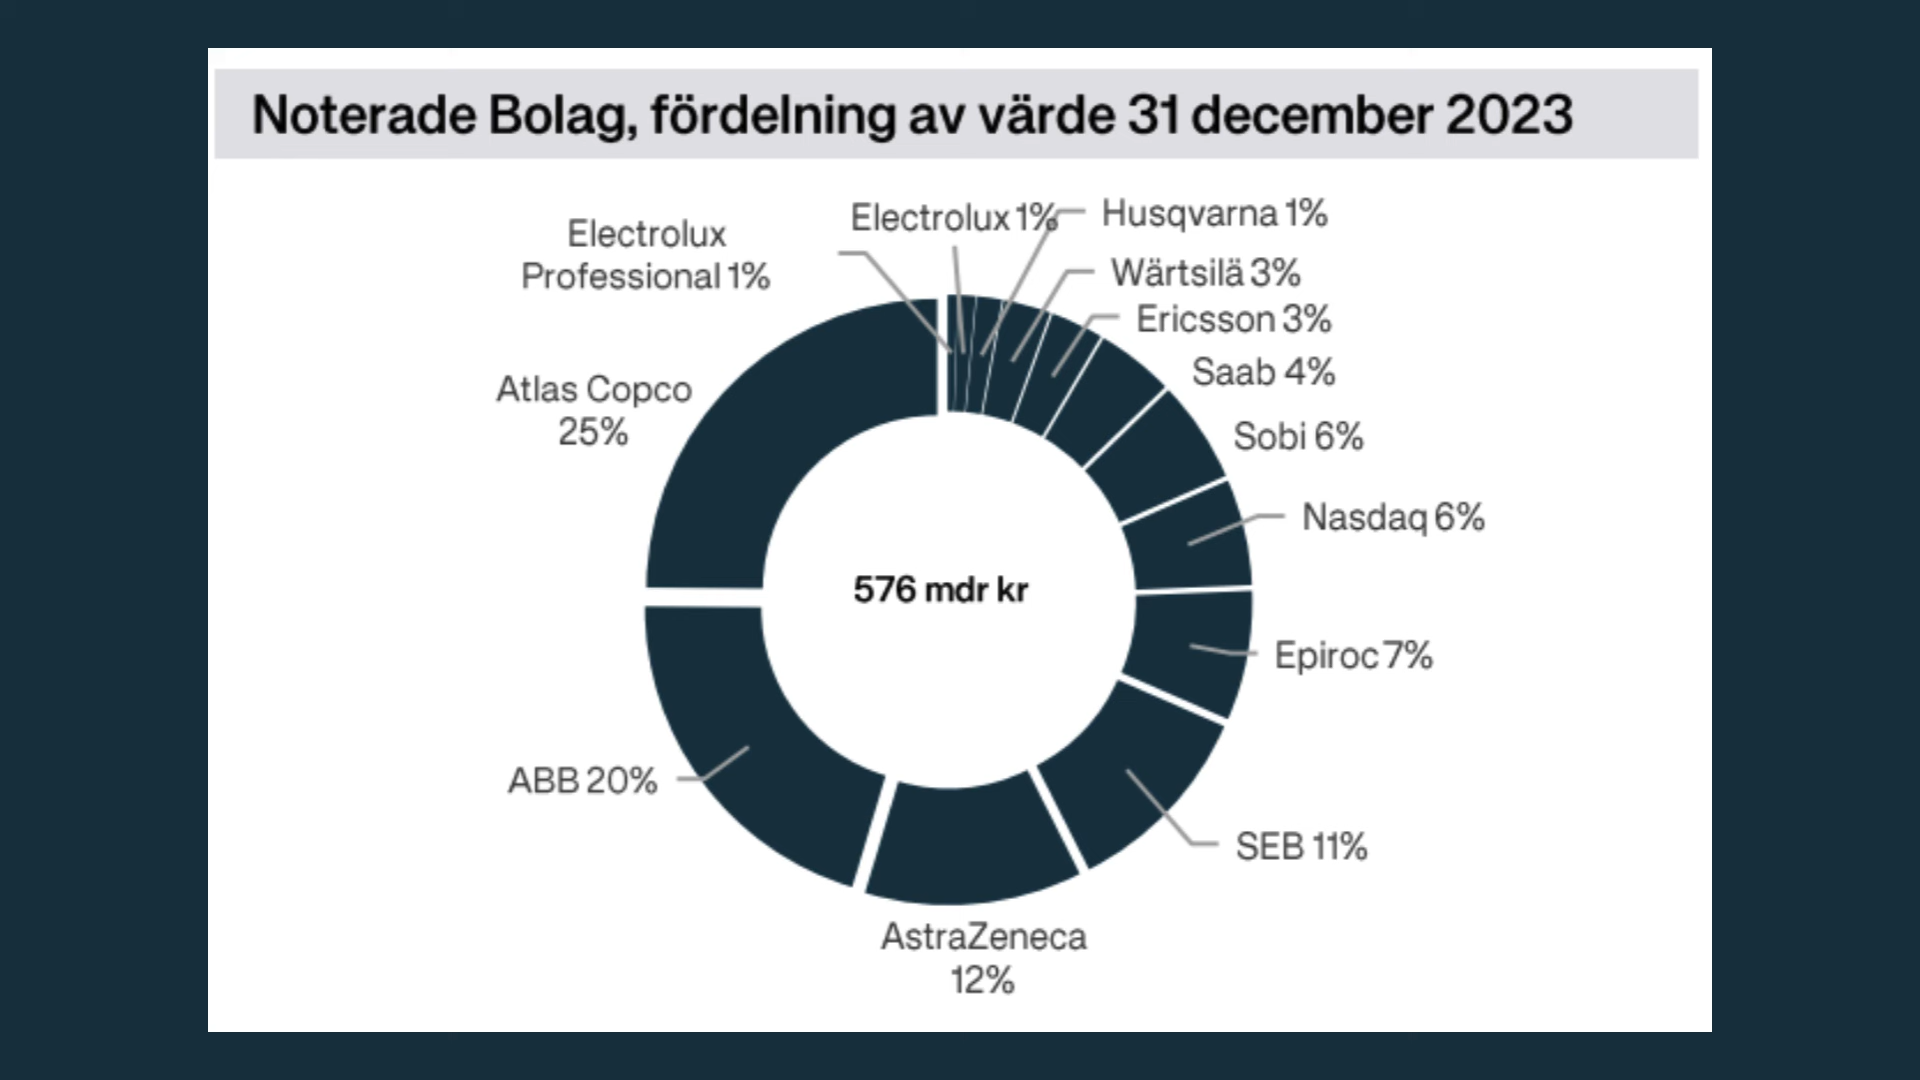 Noterade Bolag, fördelning av värde 31 december 2023
Electrolux
Professional 1%
Electrolux 1%
Husqvarna 1%
Wärtsilä 3%
Ericsson 3%
Saab 4%
Sobi 6%
Nasdaq 6%
Epiroc 7%
SEB 11%
AstraZeneca
12%
ABB 20%
Atlas Copco
25%
576 mdr kr